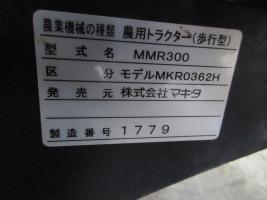 農業機械の種類 農用トラクター(歩行型)
型式名 MMR300
区分 モデルMKR0362H
発売元 株式会社マキタ
製造番号 1779